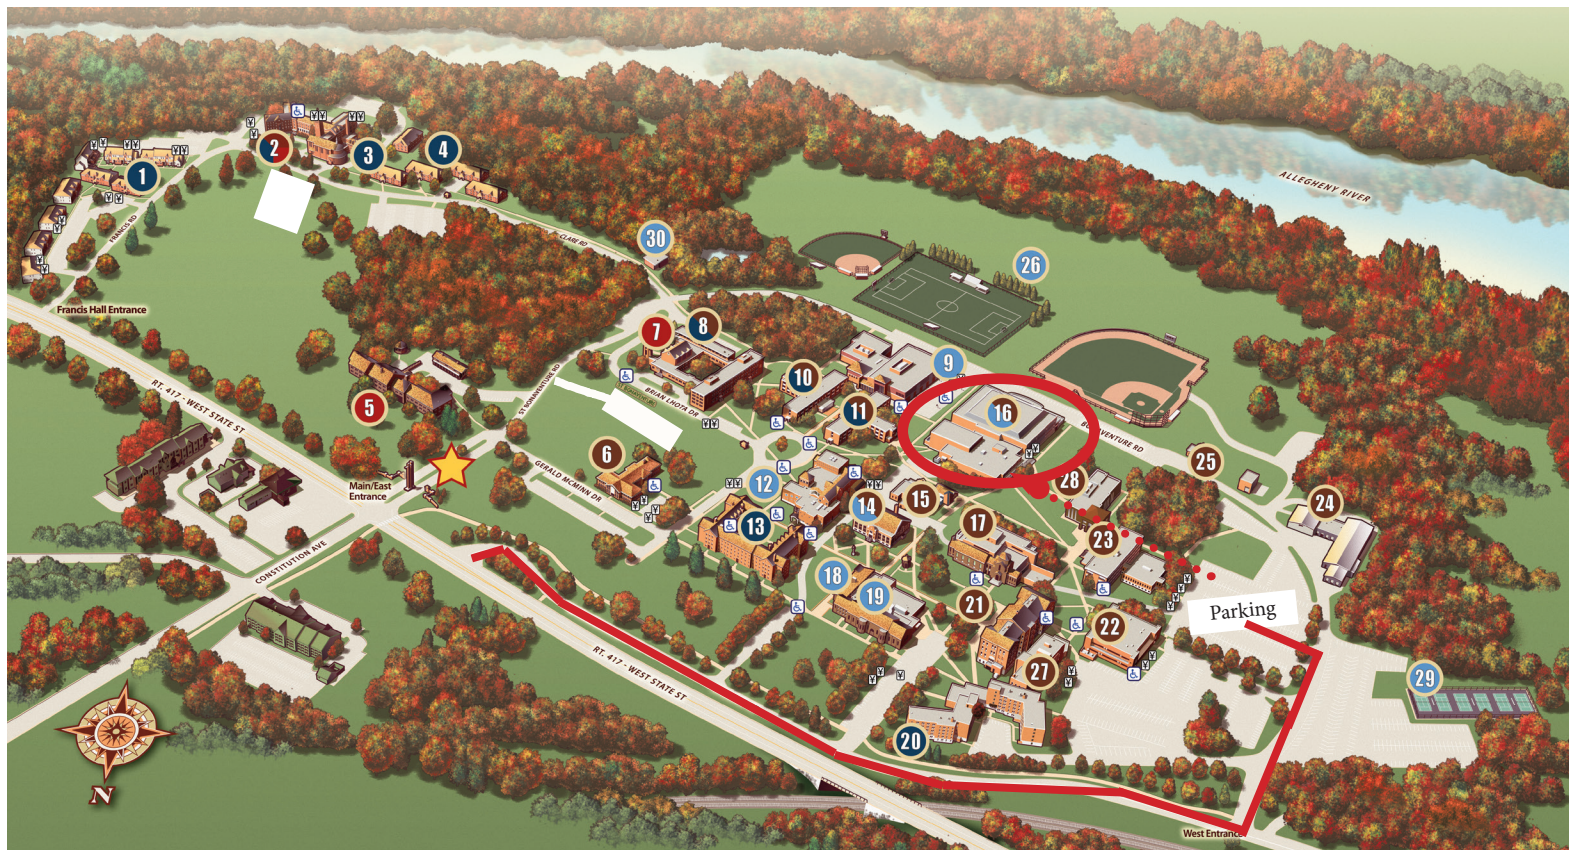 ALLEGHENY RIVER
2
3
4
1
FRANCIS RD
30
CLARE RD
26
Francis Hall Entrance
7
8
9
RT. 417 - WEST STATE ST
ST BONAVENTURE RD
10
BRIAN LHOTA DR
5
11
16
BONAVENTURE RD
6
25
Main/East
Entrance
GERALD MCMINN DR
12
28
15
14
24
13
17
23
CONSTITUTION AVE
18
19
21
Parking
22
RT. 417 - WEST STATE ST
27
29
20
N
West Entrance